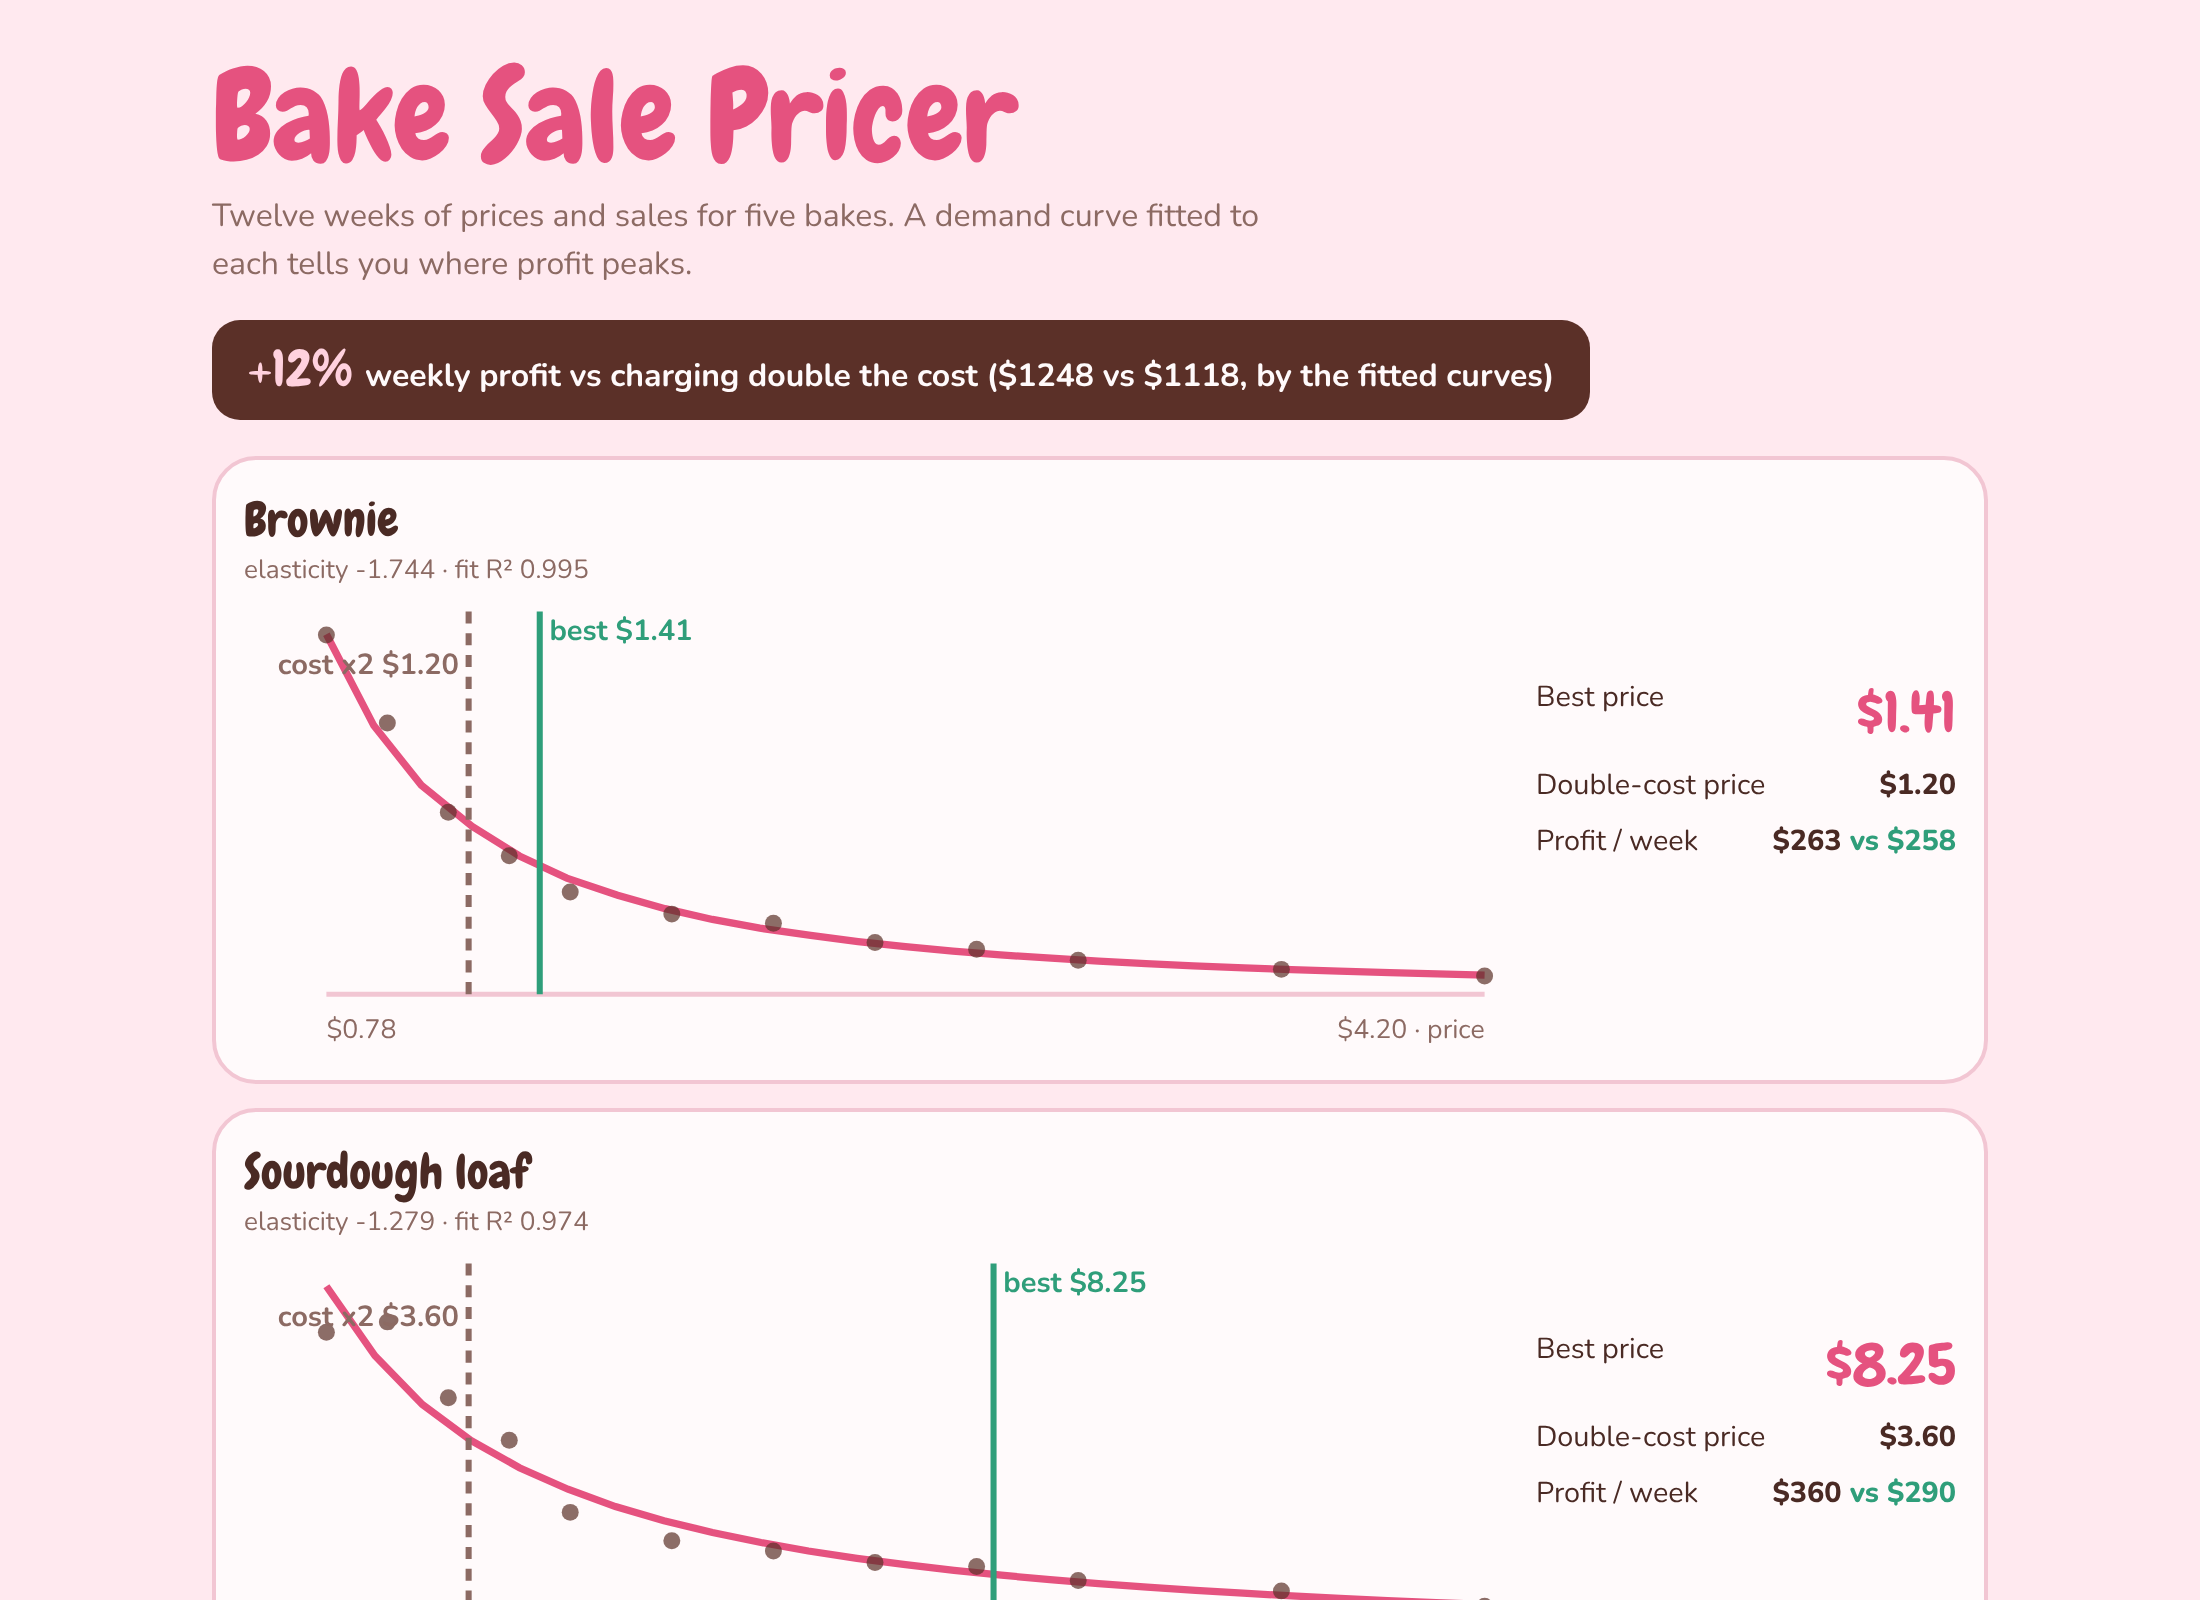 Bake Sale Pricer
Twelve weeks of prices and sales for five bakes. A demand curve fitted to
each tells you where profit peaks.
+12% weekly profit vs charging double the cost ($1248 vs $1118, by the fitted curves)
Brownie
elasticity -1.744 · fit R² 0.995
best $1.41
cost x2 $1.20
$0.78
$4.20 · price
Best price $1.41
Double-cost price $1.20
Profit / week $263 vs $258
Sourdough loaf
elasticity -1.279 · fit R² 0.974
best $8.25
cost x2 $3.60
Best price $8.25
Double-cost price $3.60
Profit / week $360 vs $290